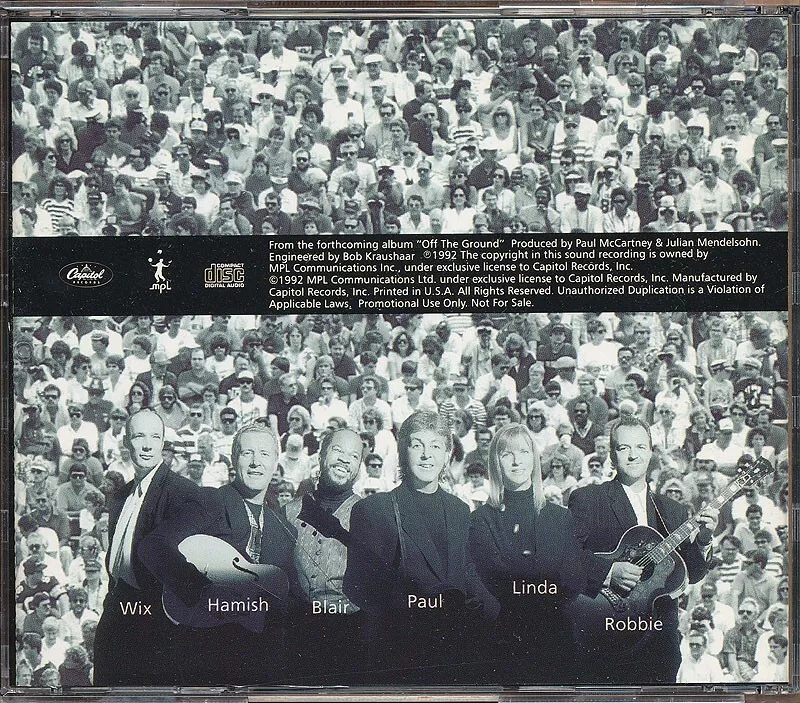 From the forthcoming album "Off The Ground" Produced by Paul McCartney & Julian Mendelsohn.
Engineered by Bob Kraushaar ℗1992 The copyright in this sound recording is owned by
MPL Communications Inc., under exclusive license to Capitol Records, Inc.
©1992 MPL Communications Ltd. under exclusive license to Capitol Records, Inc. Manufactured by
Capitol Records, Inc. Printed in U.S.A. All Rights Reserved. Unauthorized Duplication is a Violation of
Applicable Laws, Promotional Use Only. Not For Sale.
Capitol
RECORDS
MPL
COMPACT
disc
DIGITAL AUDIO
Wix
Hamish
Blair
Paul
Linda
Robbie